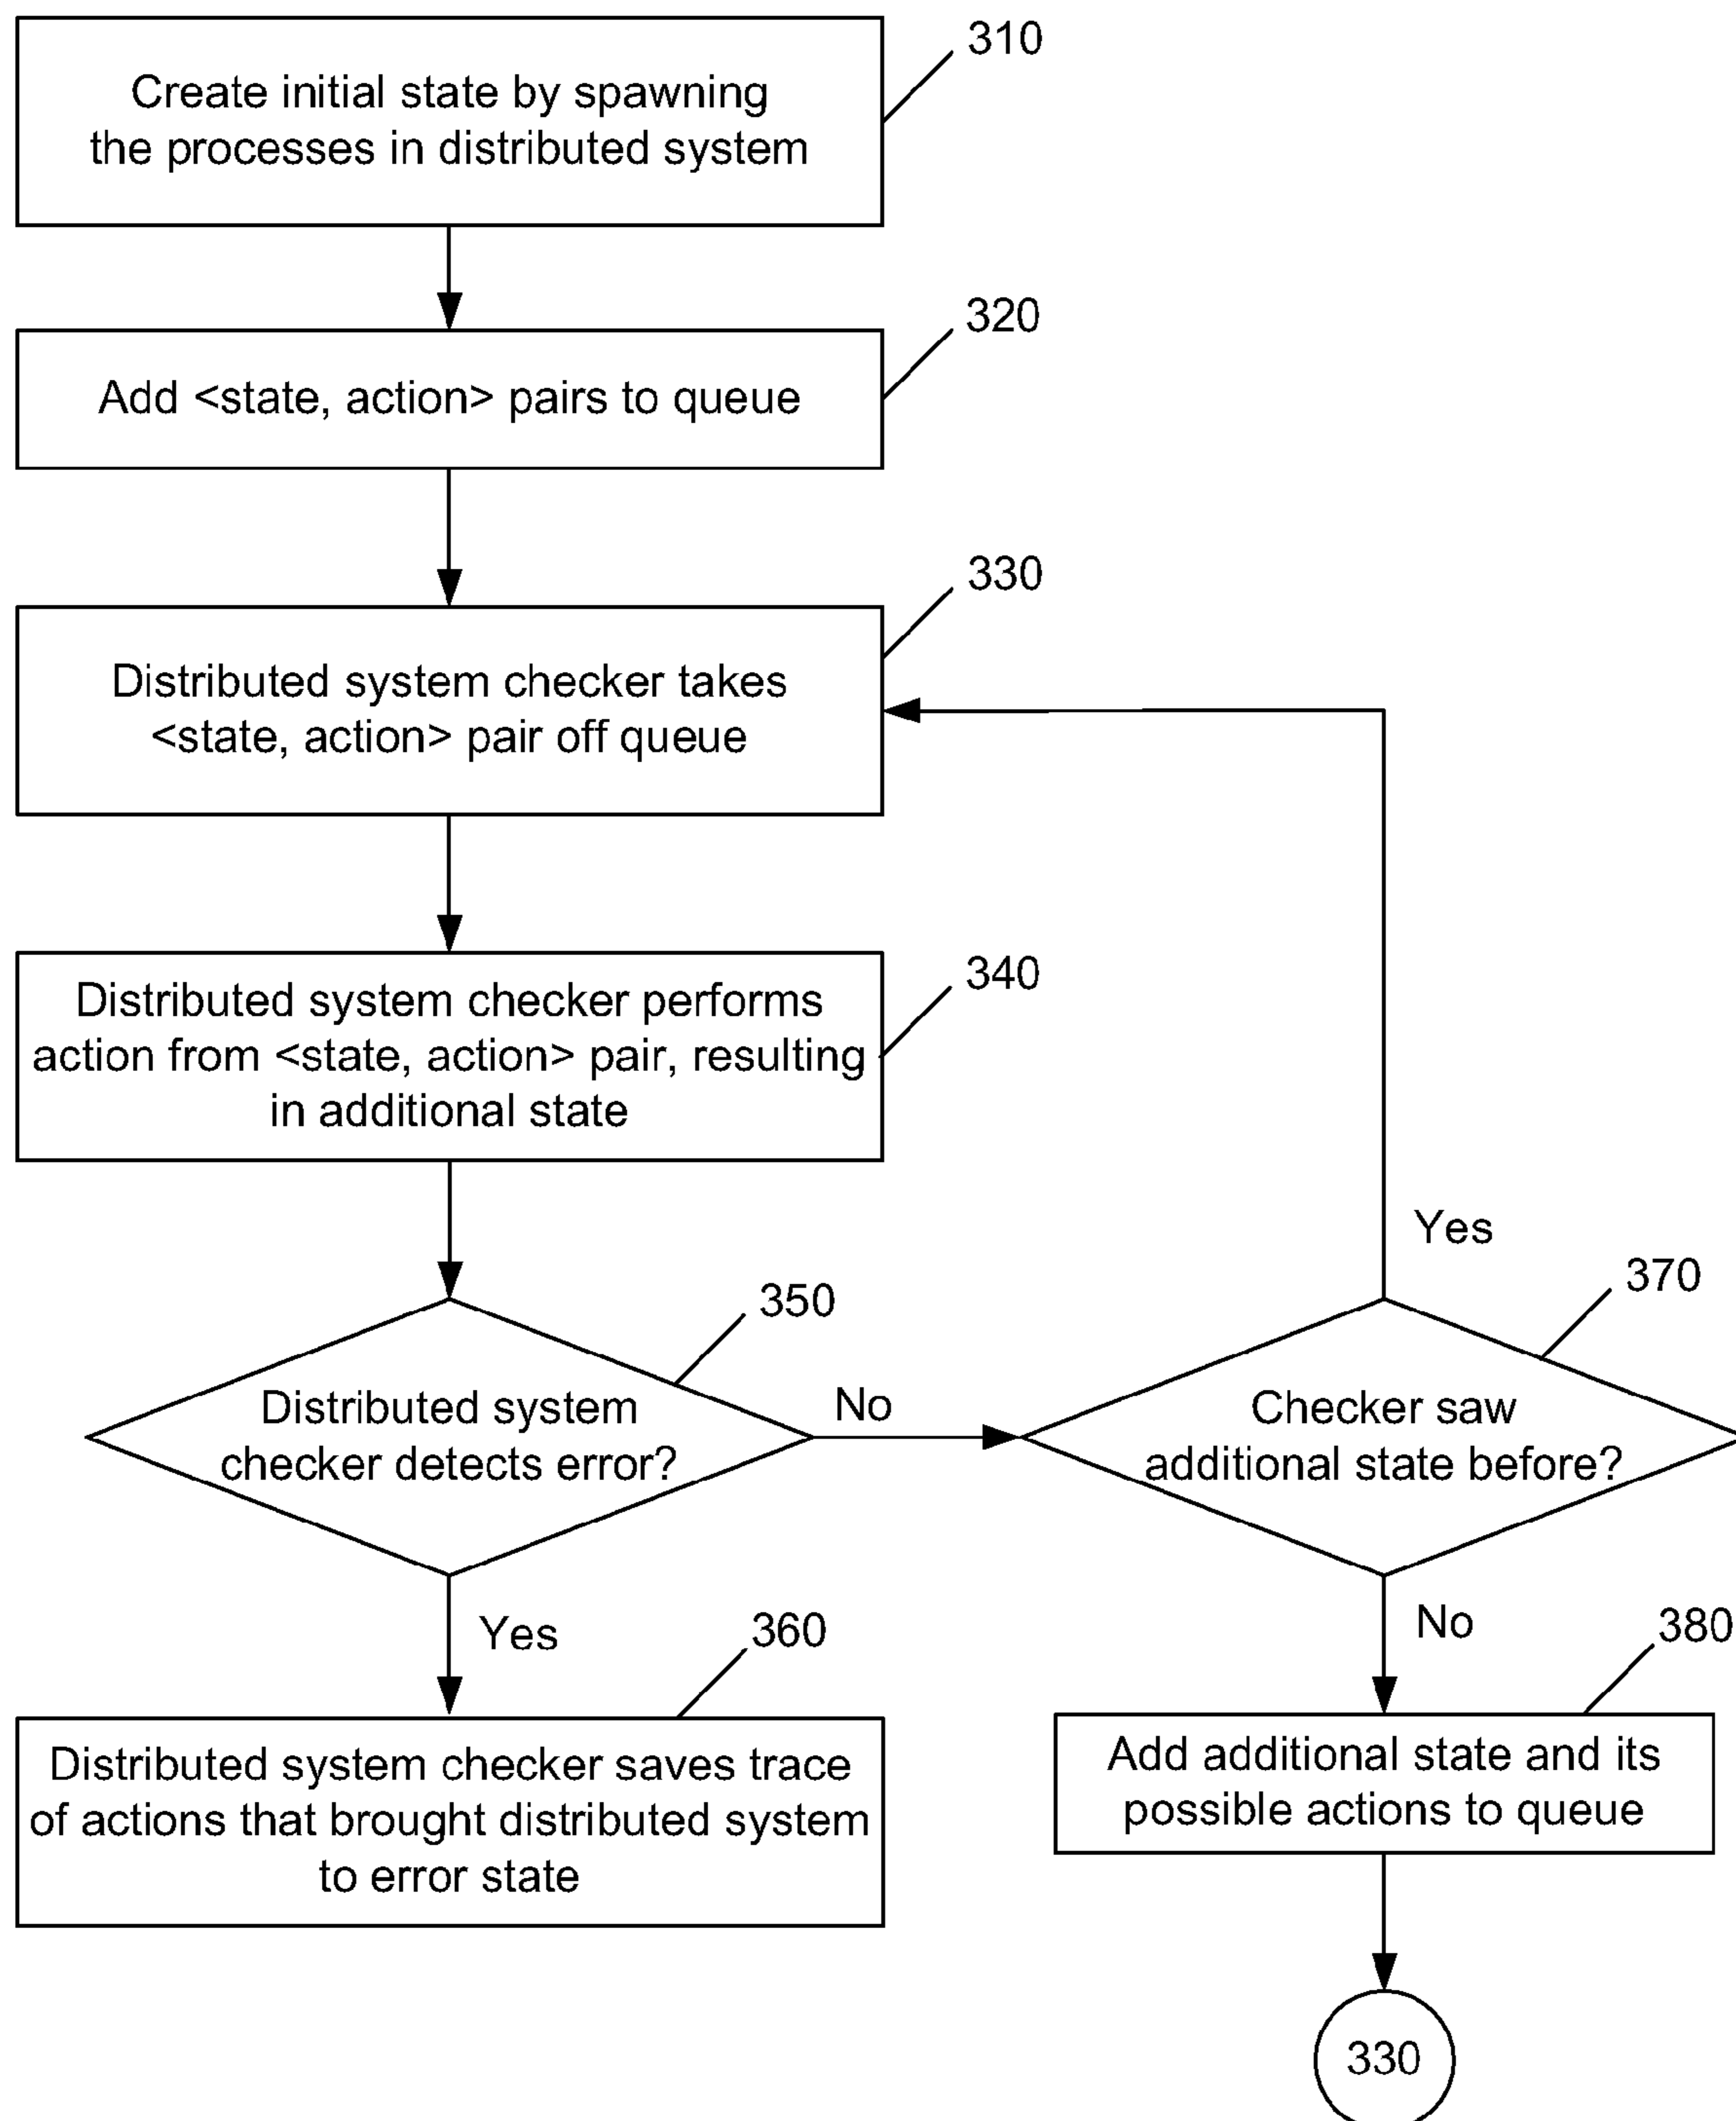 310
Create initial state by spawning
the processes in distributed system
320
Add <state, action> pairs to queue
330
Distributed system checker takes
<state, action> pair off queue
340
Distributed system checker performs
action from <state, action> pair, resulting
in additional state
Yes
370
350
Distributed system
checker detects error?
No
Checker saw
additional state before?
Yes
360
No
380
Distributed system checker saves trace
of actions that brought distributed system
to error state
Add additional state and its
possible actions to queue
330